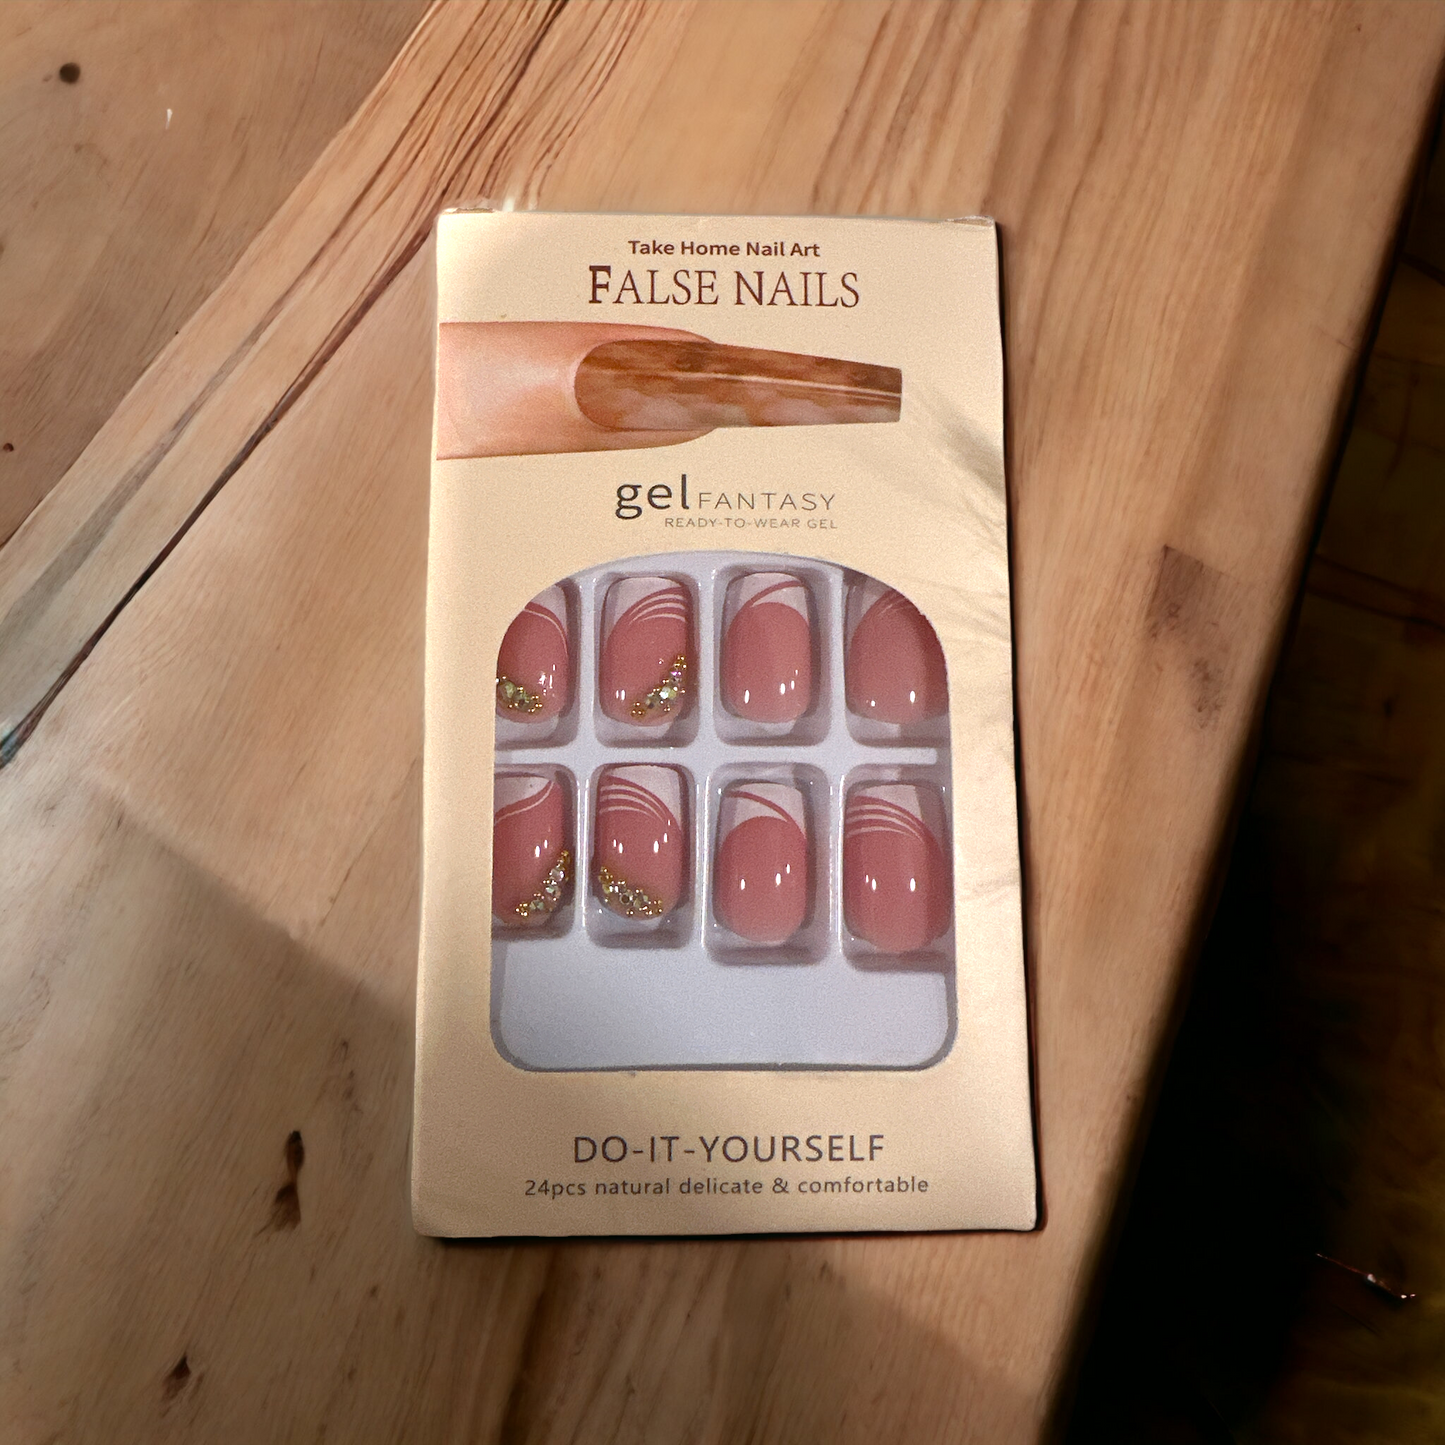 Take Home Nail Art
FALSE NAILS
gel FANTASY
READY-TO-WEAR GEL
DO-IT-YOURSELF
24pcs natural delicate & comfortable